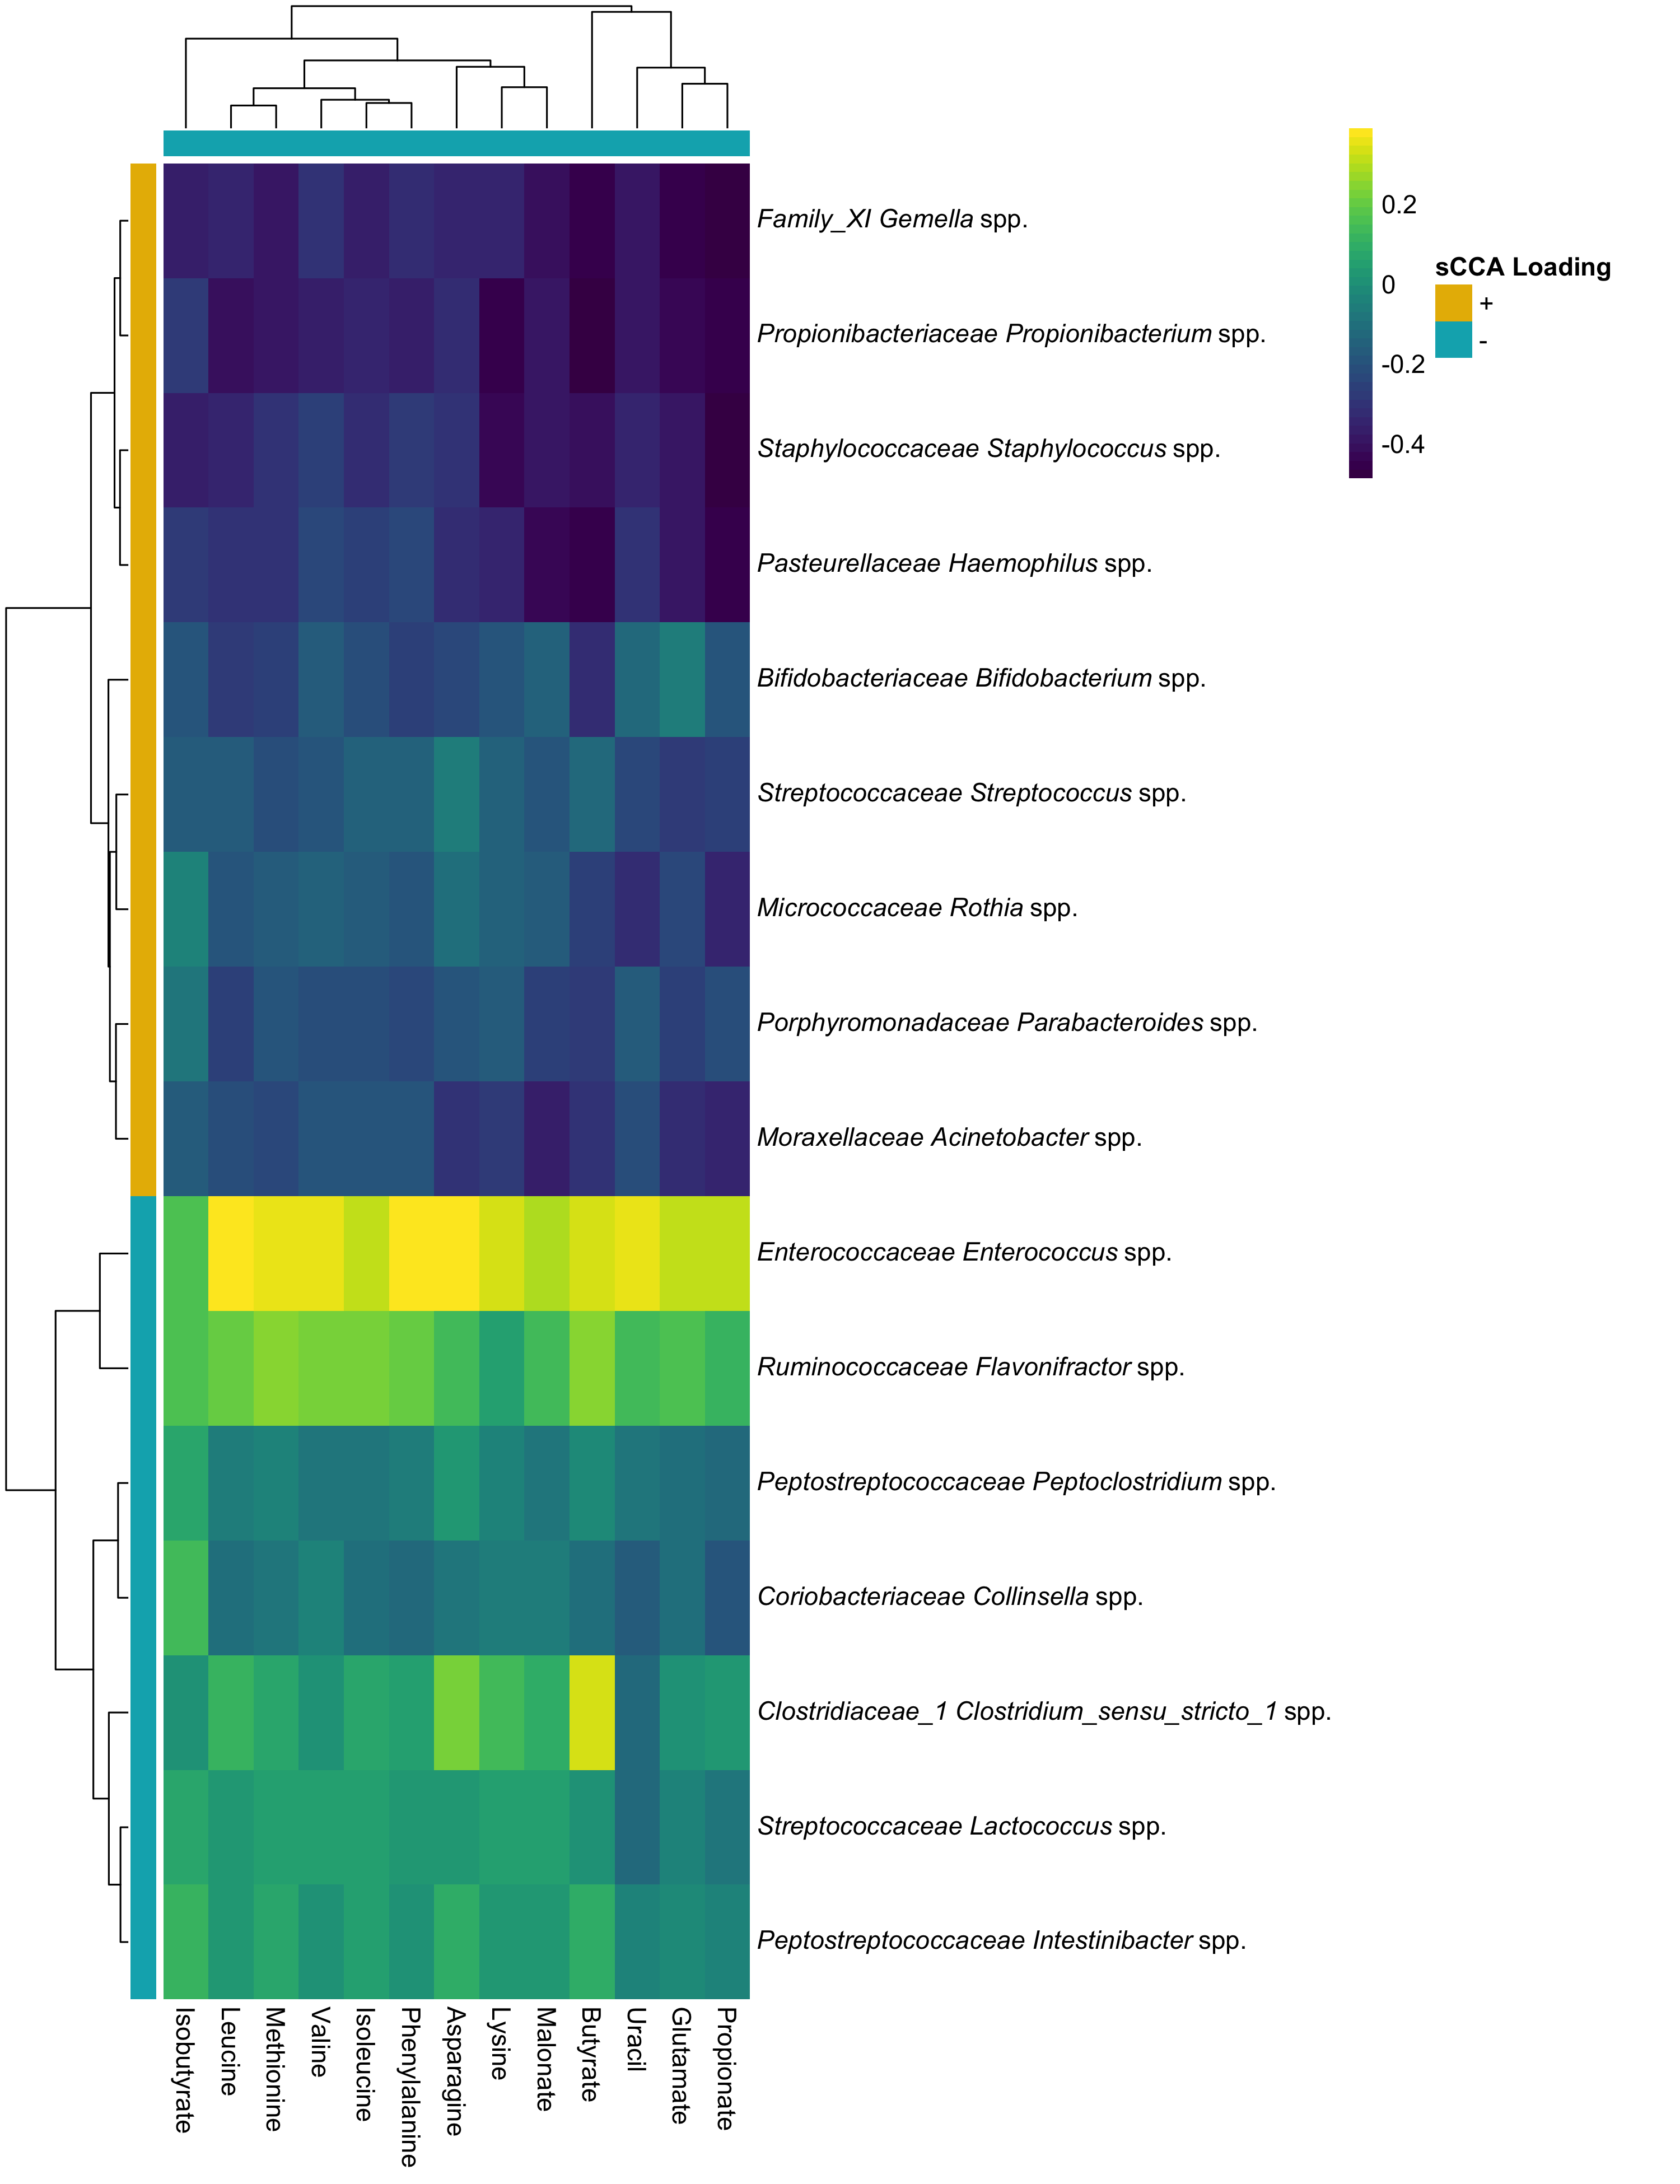 Family_XI Gemella spp.
Propionibacteriaceae Propionibacterium spp.
Staphylococcaceae Staphylococcus spp.
Pasteurellaceae Haemophilus spp.
Bifidobacteriaceae Bifidobacterium spp.
Streptococcaceae Streptococcus spp.
Micrococcaceae Rothia spp.
Porphyromonadaceae Parabacteroides spp.
Moraxellaceae Acinetobacter spp.
Enterococcaceae Enterococcus spp.
Ruminococcaceae Flavonifractor spp.
Peptostreptococcaceae Peptoclostridium spp.
Coriobacteriaceae Collinsella spp.
Clostridiaceae_1 Clostridium_sensu_stricto_1 spp.
Streptococcaceae Lactococcus spp.
Peptostreptococcaceae Intestinibacter spp.
Isobutyrate
Leucine
Methionine
Valine
Isoleucine
Phenylalanine
Asparagine
Lysine
Malonate
Butyrate
Uracil
Glutamate
Propionate
0.2
0
-0.2
-0.4
sCCA Loading
+
-